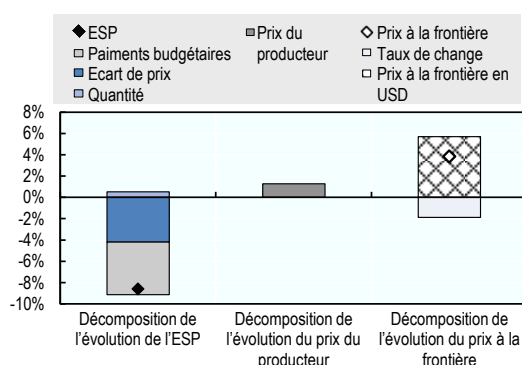 ESP
Paiments budgétaires
Ecart de prix
Quantité
Prix du
producteur
Prix à la frontière
Taux de change
Prix à la frontière en
USD
8%
6%
4%
2%
0%
-2%
-4%
-6%
-8%
-10%
Décomposition de
l'évolution de l'ESP
Décomposition de
l'évolution du prix du
producteur
Décomposition de
l'évolution du prix à la
frontière